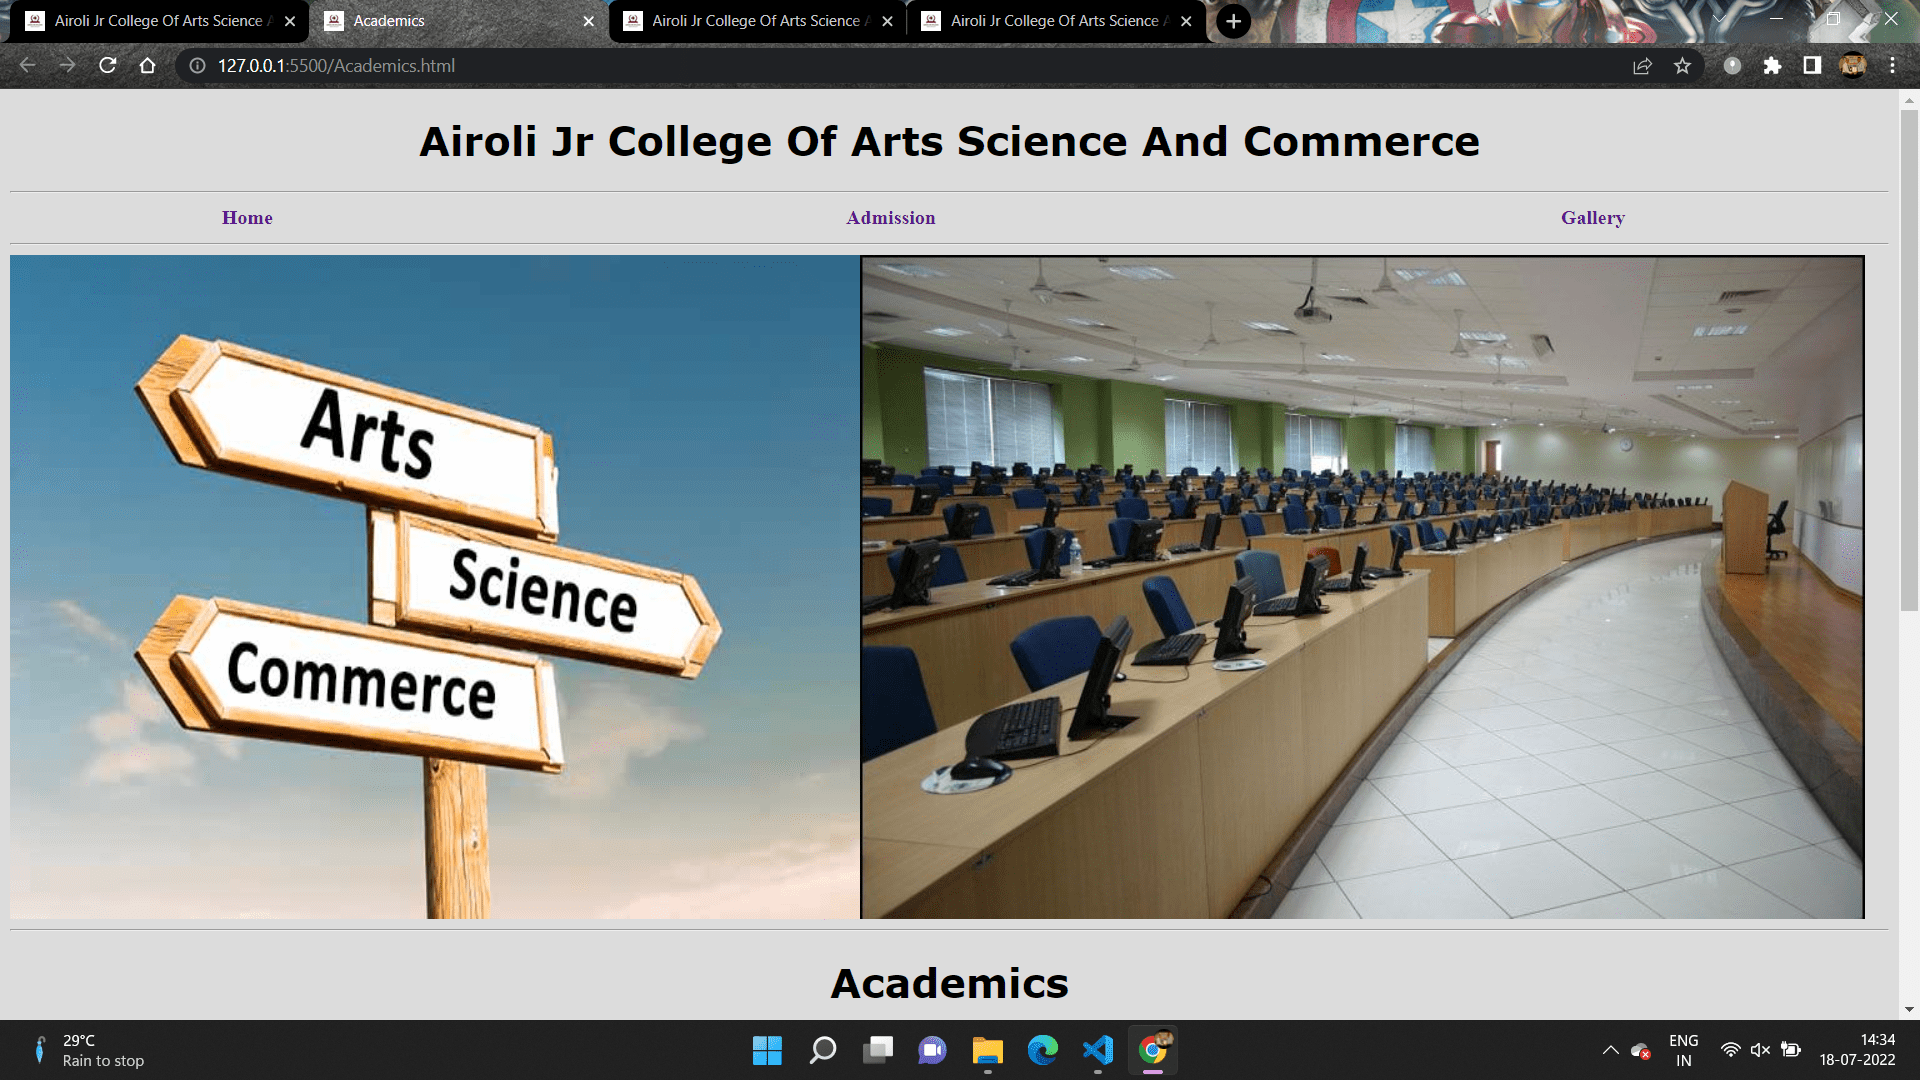 Airoli Jr College Of Arts Science A
Academics
Airoli Jr College Of Arts Science A
Airoli Jr College Of Arts Science A
127.0.0.1:5500/Academics.html
Airoli Jr College Of Arts Science And Commerce
Home
Admission
Gallery
Arts
Science
Commerce
Academics
29°C
Rain to stop
ENG
IN
14:34
18-07-2022